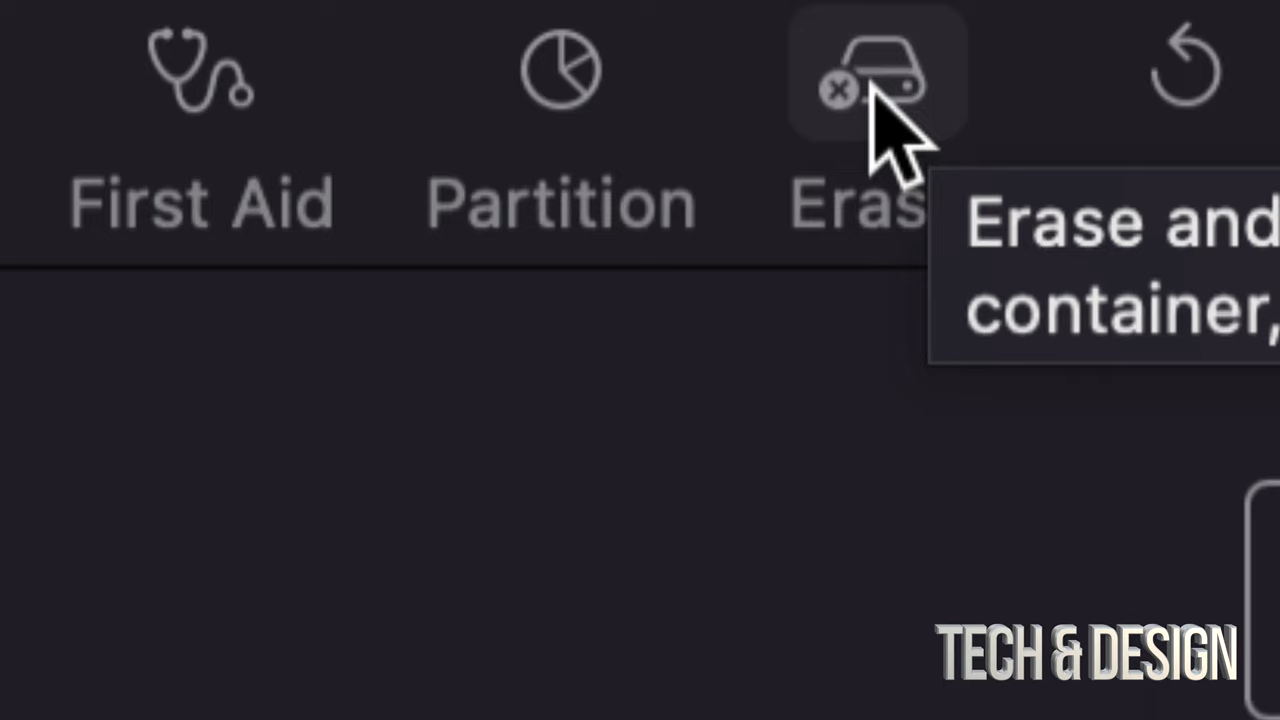 First Aid
Partition
Eras
Erase and
container,
TECH & DESIGN